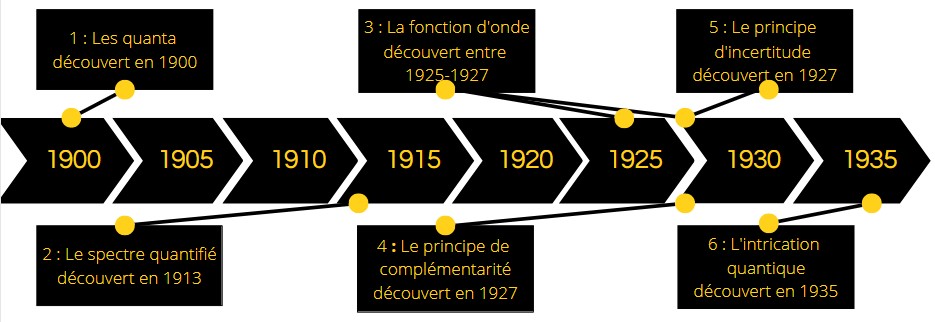 1 : Les quanta
découvert en 1900
3 : La fonction d'onde
découvert entre
1925-1927
5 : Le principe
d'incertitude
découvert en 1927
1900
1905
1910
1915
1920
1925
1930
1935
2 : Le spectre quantifié
découvert en 1913
4 : Le principe de
complémentarité
découvert en 1927
6 : L'intrication
quantique
découvert en 1935